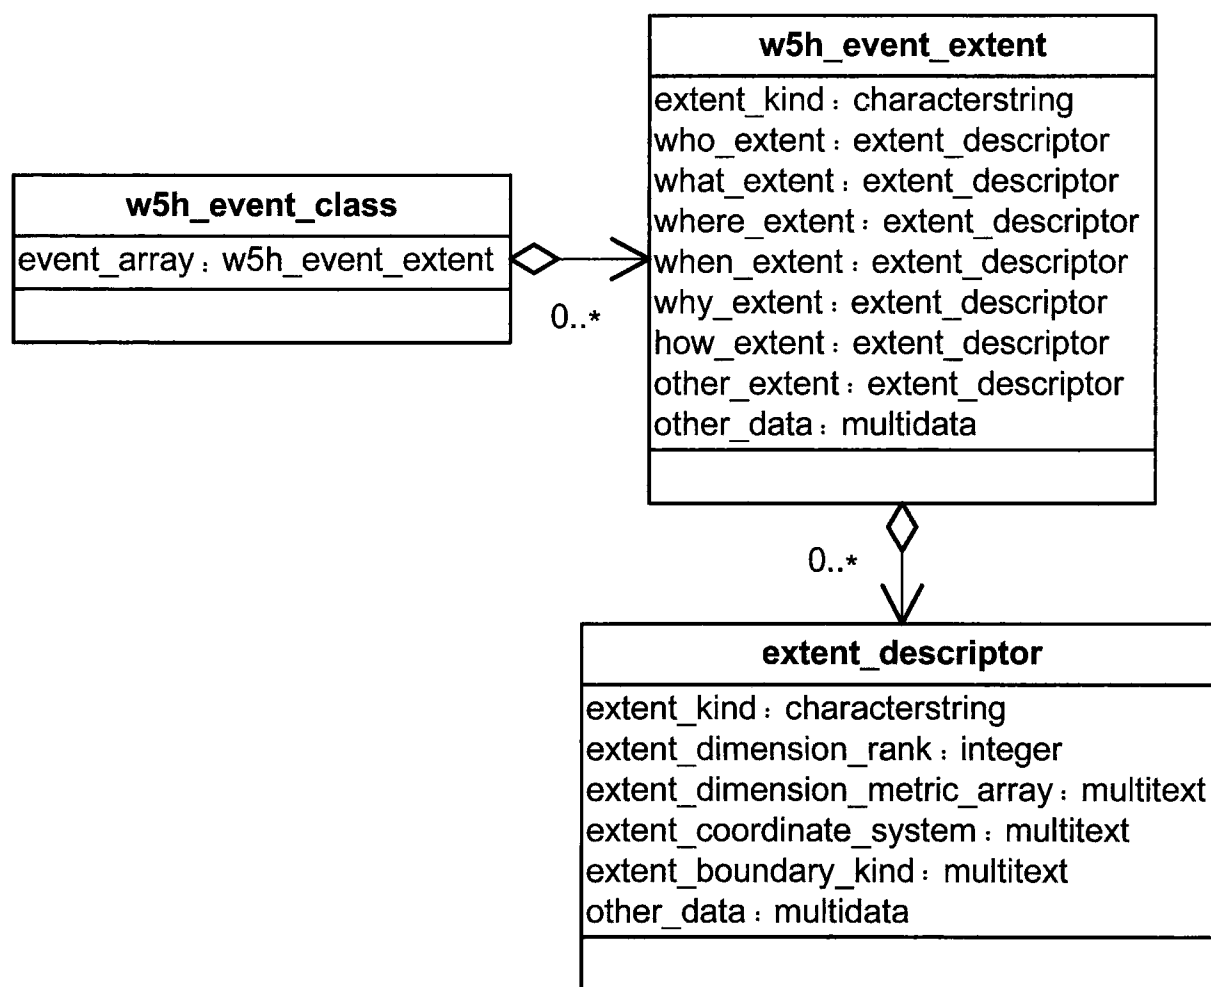 w5h_event_extent
extent_kind : characterstring
who_extent : extent_descriptor
what_extent : extent_descriptor
where_extent : extent_descriptor
when_extent : extent_descriptor
why_extent : extent_descriptor
how_extent : extent_descriptor
other_extent : extent_descriptor
other_data : multidata
w5h_event_class
event_array : w5h_event_extent
0..*
0..*
extent_descriptor
extent_kind : characterstring
extent_dimension_rank : integer
extent_dimension_metric_array : multitext
extent_coordinate_system : multitext
extent_boundary_kind : multitext
other_data : multidata